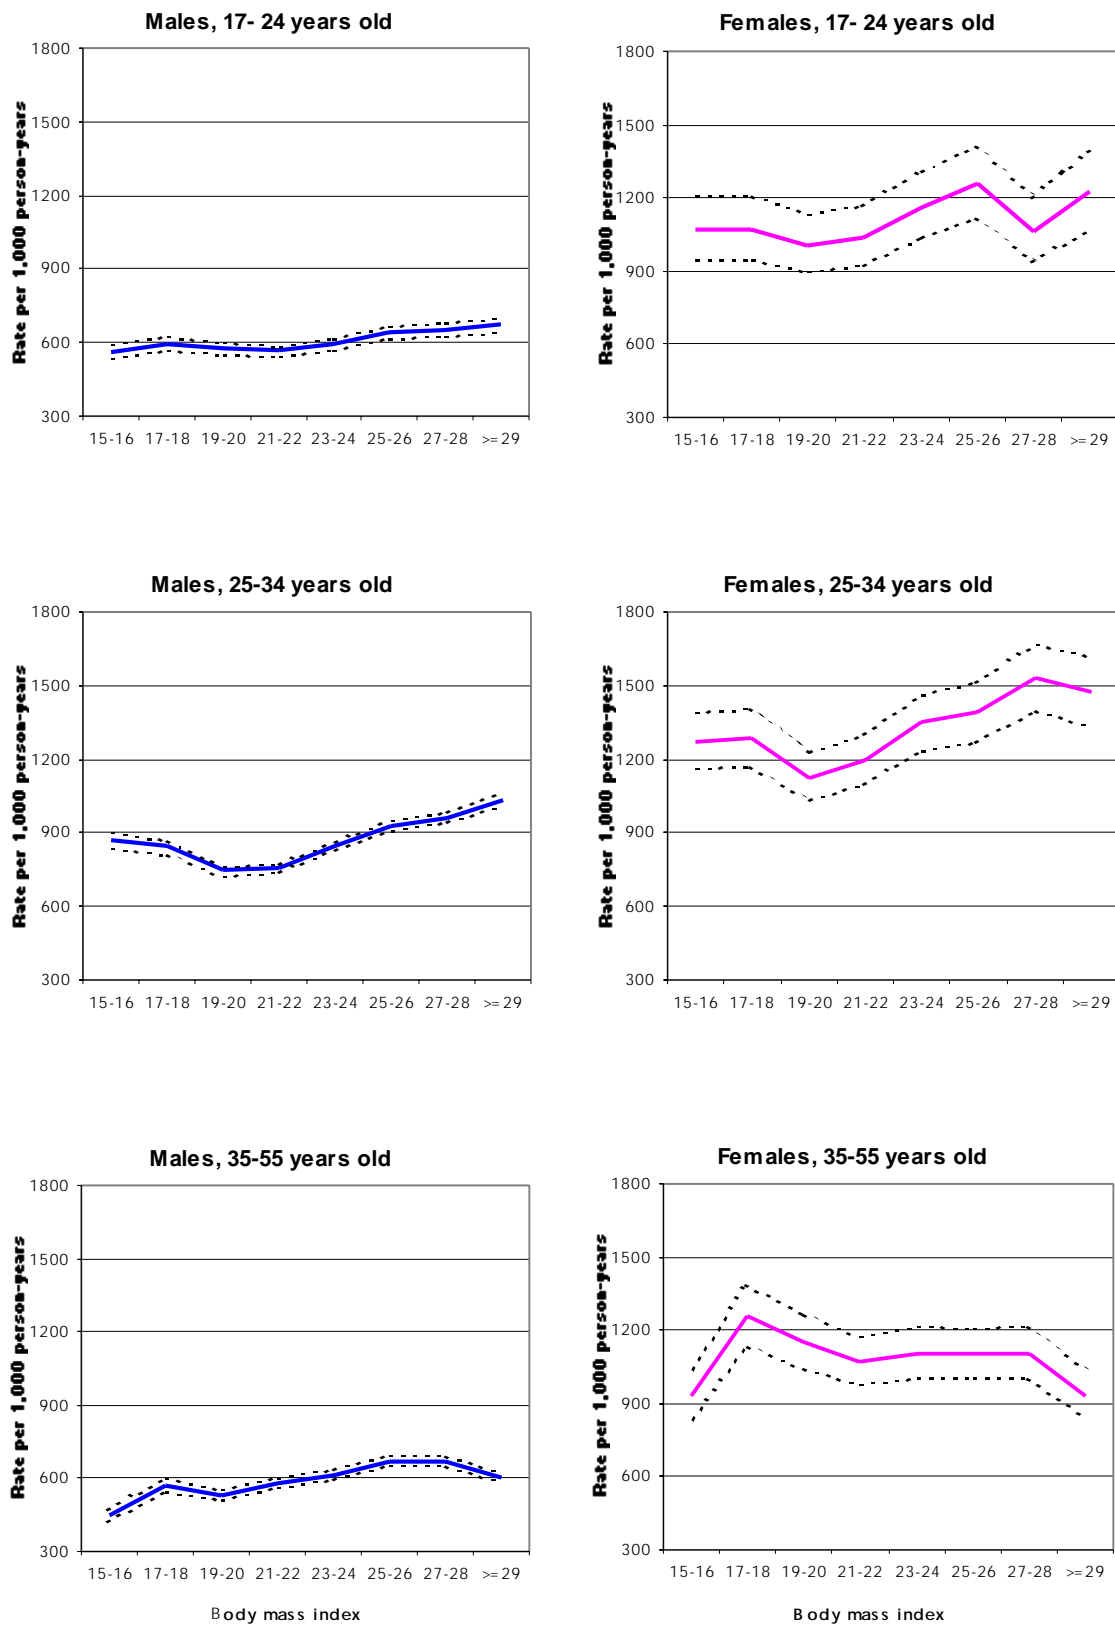 Males, 17- 24 years old
Rate per 1,000 person-years
1800
1500
1200
900
600
300
15-16 17-18 19-20 21-22 23-24 25-26 27-28 >=29
Females, 17- 24 years old
Rate per 1,000 person-years
1800
1500
1200
900
600
300
15-16 17-18 19-20 21-22 23-24 25-26 27-28 >=29
Males, 25-34 years old
Rate per 1,000 person-years
1800
1500
1200
900
600
300
15-16 17-18 19-20 21-22 23-24 25-26 27-28 >=29
Females, 25-34 years old
Rate per 1,000 person-years
1800
1500
1200
900
600
300
15-16 17-18 19-20 21-22 23-24 25-26 27-28 >=29
Males, 35-55 years old
Rate per 1,000 person-years
1800
1500
1200
900
600
300
15-16 17-18 19-20 21-22 23-24 25-26 27-28 >=29
Body mass index
Females, 35-55 years old
Rate per 1,000 person-years
1800
1500
1200
900
600
300
15-16 17-18 19-20 21-22 23-24 25-26 27-28 >=29
Body mass index